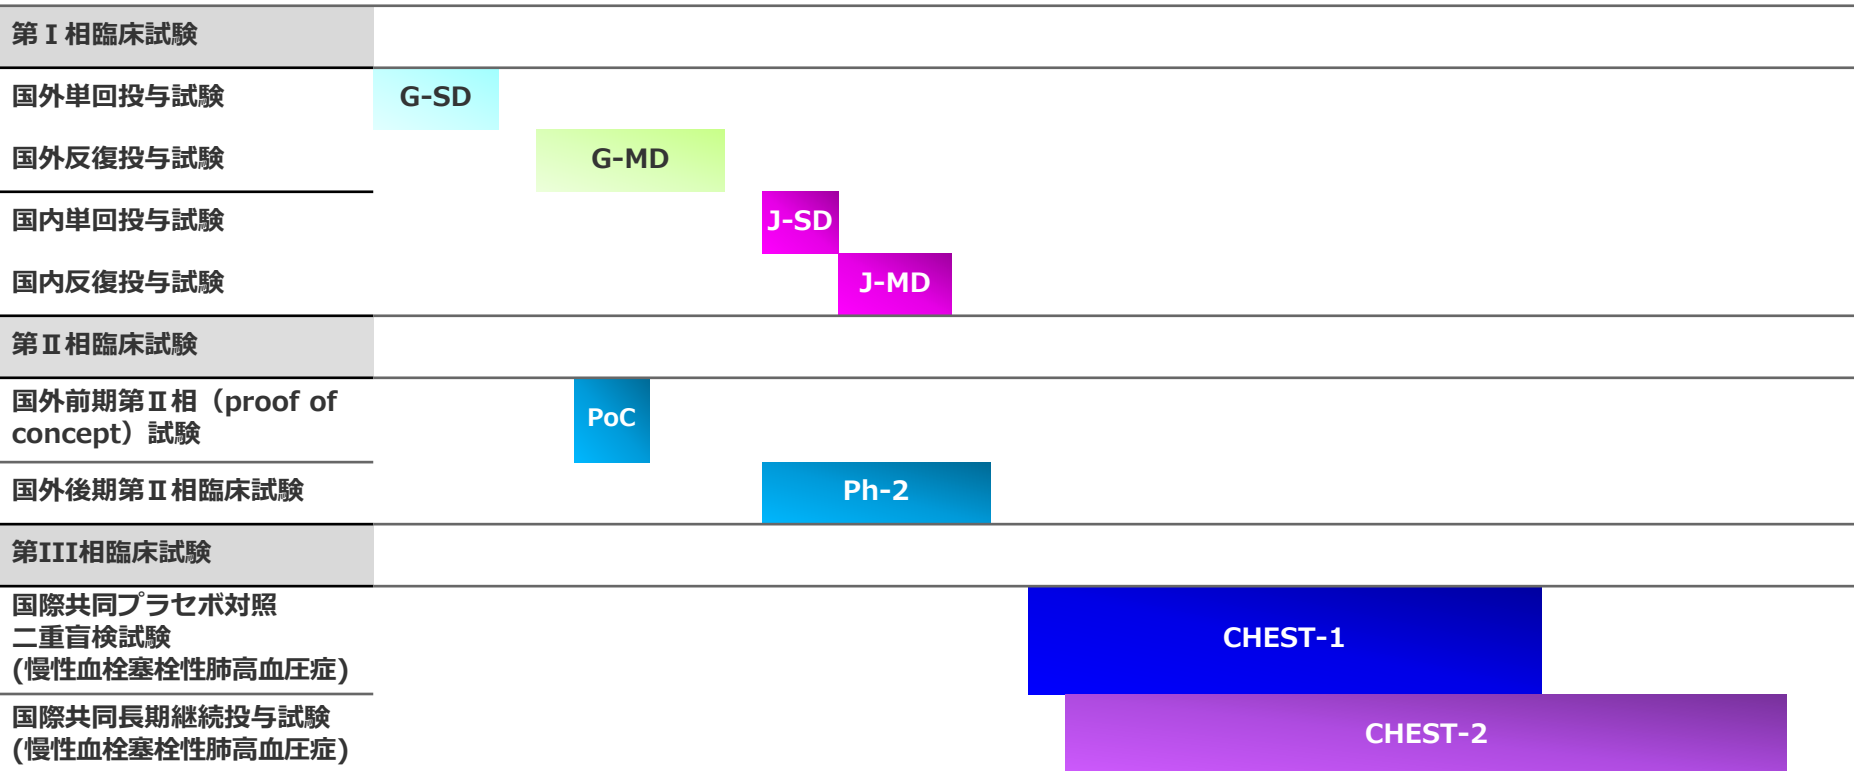 第Ⅰ相臨床試験
国外単回投与試験
G-SD
国外反復投与試験
G-MD
国内単回投与試験
J-SD
国内反復投与試験
J-MD
第Ⅱ相臨床試験
国外前期第Ⅱ相（proof of
concept）試験
PoC
国外後期第Ⅱ相臨床試験
Ph-2
第III相臨床試験
国際共同プラセボ対照
二重盲検試験
(慢性血栓塞栓性肺高血圧症)
CHEST-1
国際共同長期継続投与試験
(慢性血栓塞栓性肺高血圧症)
CHEST-2